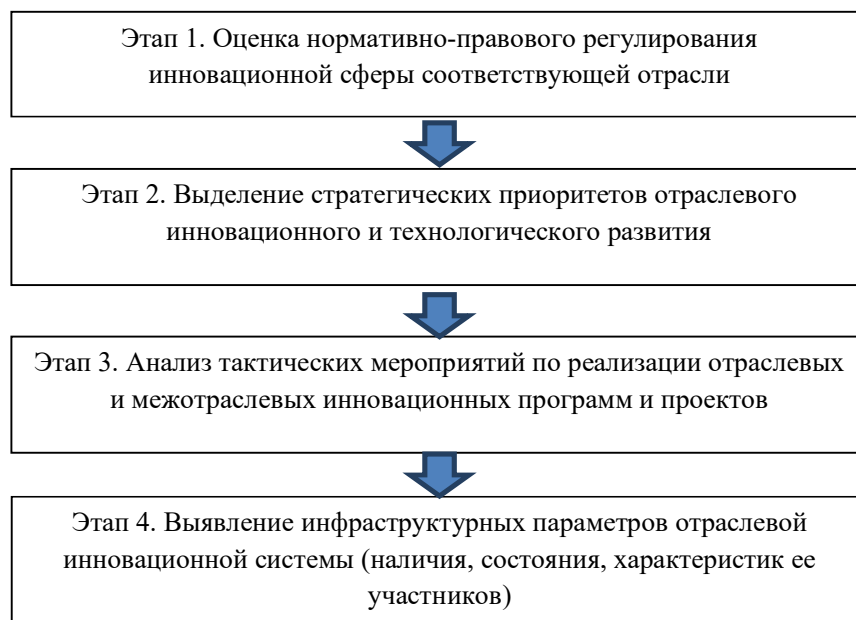 Этап 1. Оценка нормативно-правового регулирования
инновационной сферы соответствующей отрасли
Этап 2. Выделение стратегических приоритетов отраслевого
инновационного и технологического развития
Этап 3. Анализ тактических мероприятий по реализации отраслевых
и межотраслевых инновационных программ и проектов
Этап 4. Выявление инфраструктурных параметров отраслевой
инновационной системы (наличия, состояния, характеристик ее
участников)